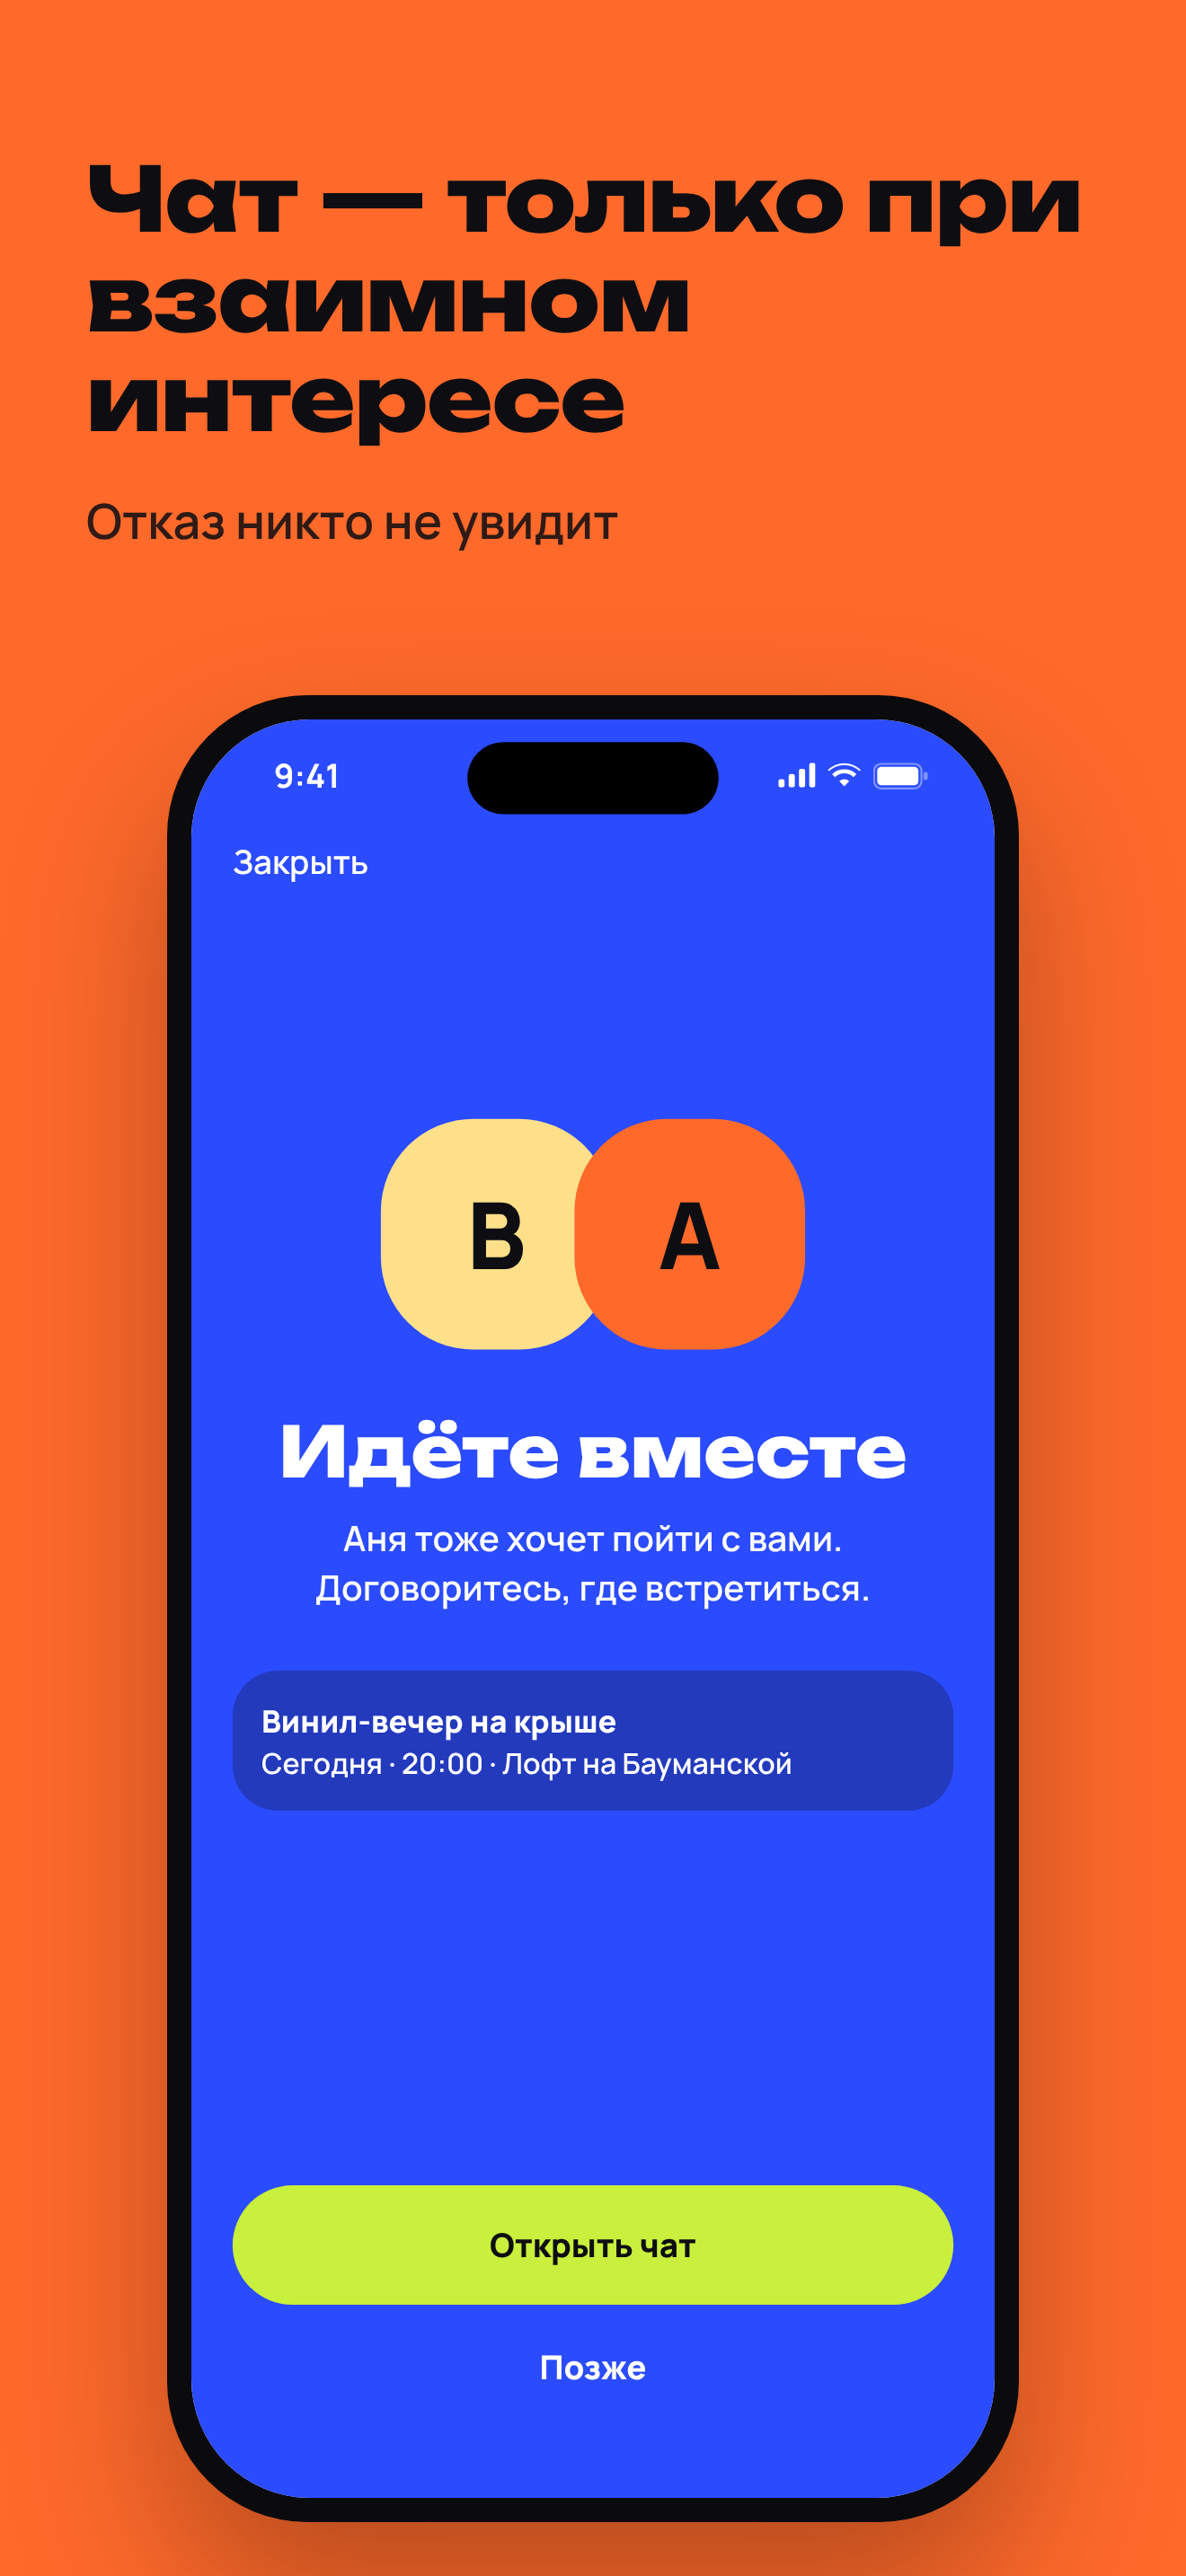 Чат — только при
взаимном
интересе
Отказ никто не увидит
9:41
Закрыть
В
А
Идёте вместе
Аня тоже хочет пойти с вами.
Договоритесь, где встретиться.
Винил-вечер на крыше
Сегодня · 20:00 · Лофт на Бауманской
Открыть чат
Позже